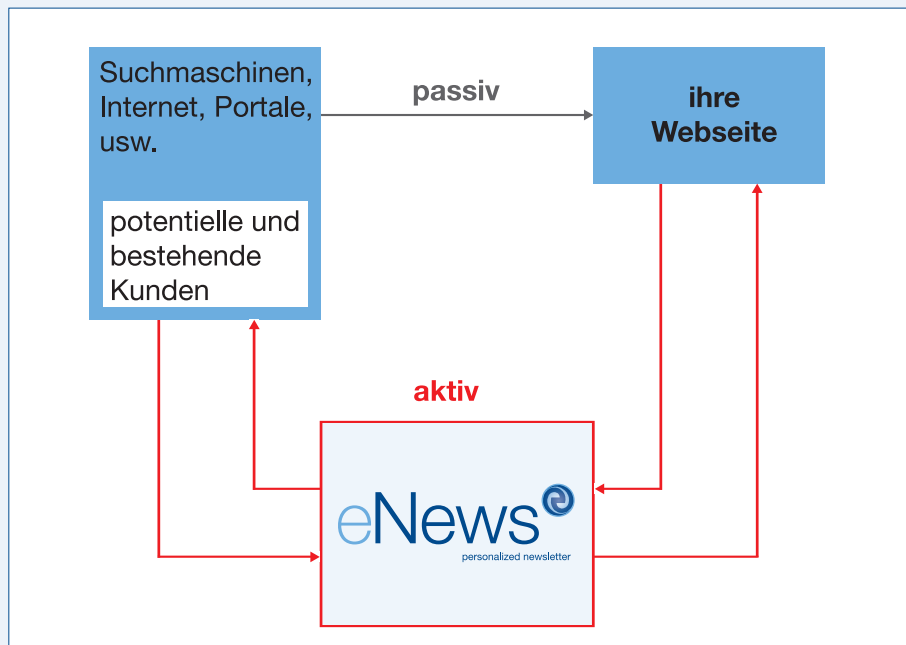 Suchmaschinen,
Internet, Portale,
usw.
potentielle und
bestehende
Kunden
passiv
ihre
Webseite
aktiv
eNews
personalized newsletter